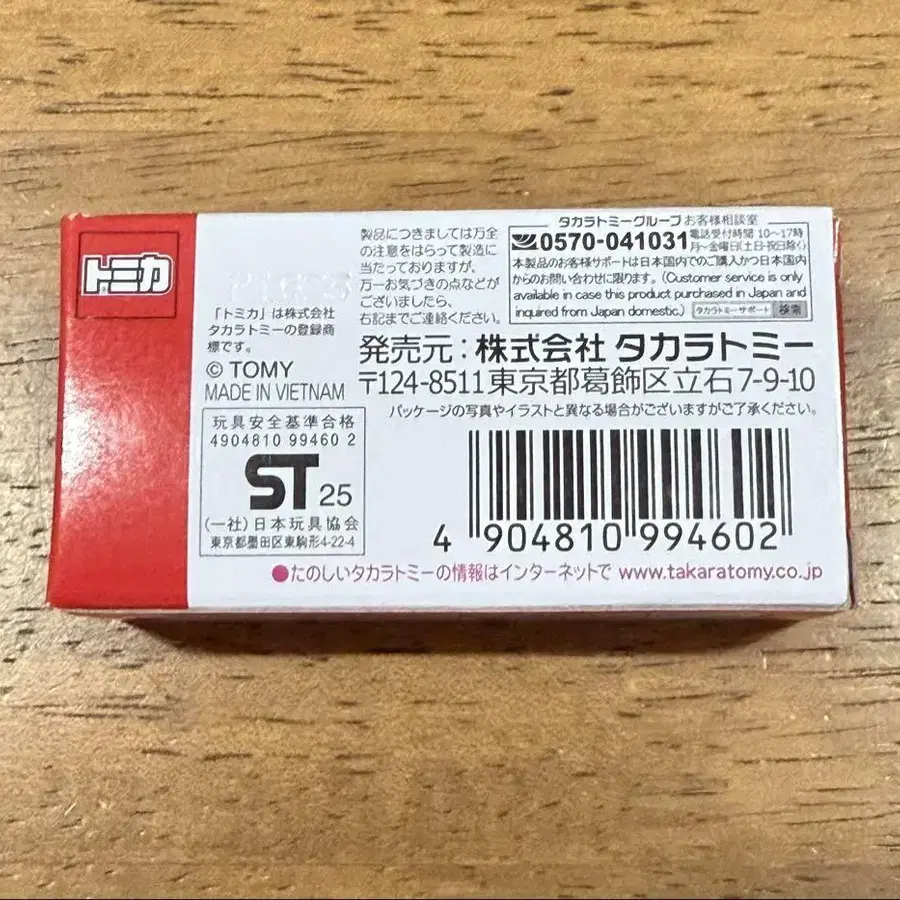 トミカ
「トミカ」は株式会社
タカラトミーの登録商
標です。
© TOMY
MADE IN VIETNAM
玩具安全基準合格
4904810 99460 2
ST 25
(一社)日本玩具協会
東京都墨田区東駒形4-22-4
製品につきましては万全
の注意をはらって製造に
当たっておりますが、
万一お気づきの点などが
ございましたら、
右記までご連絡ください。
タカラトミーグループ お客様相談室
0570-041031 電話受付時間 10〜17時
月〜金曜日(土日・祝日除く)
本製品のお客様サポートは日本国内でのご購入かつ日本国内
からのお問い合わせに限ります。(Customer service is only
available in case this product purchased in Japan and
inquired from Japan domestic.) タカラトミーサポート 検索
発売元:株式会社 タカラトミー
〒124-8511 東京都葛飾区立石7-9-10
パッケージの写真やイラストと異なる場合がございますがご了承ください。
4 904810 994602
●たのしいタカラトミーの情報はインターネットで www.takaratomy.co.jp